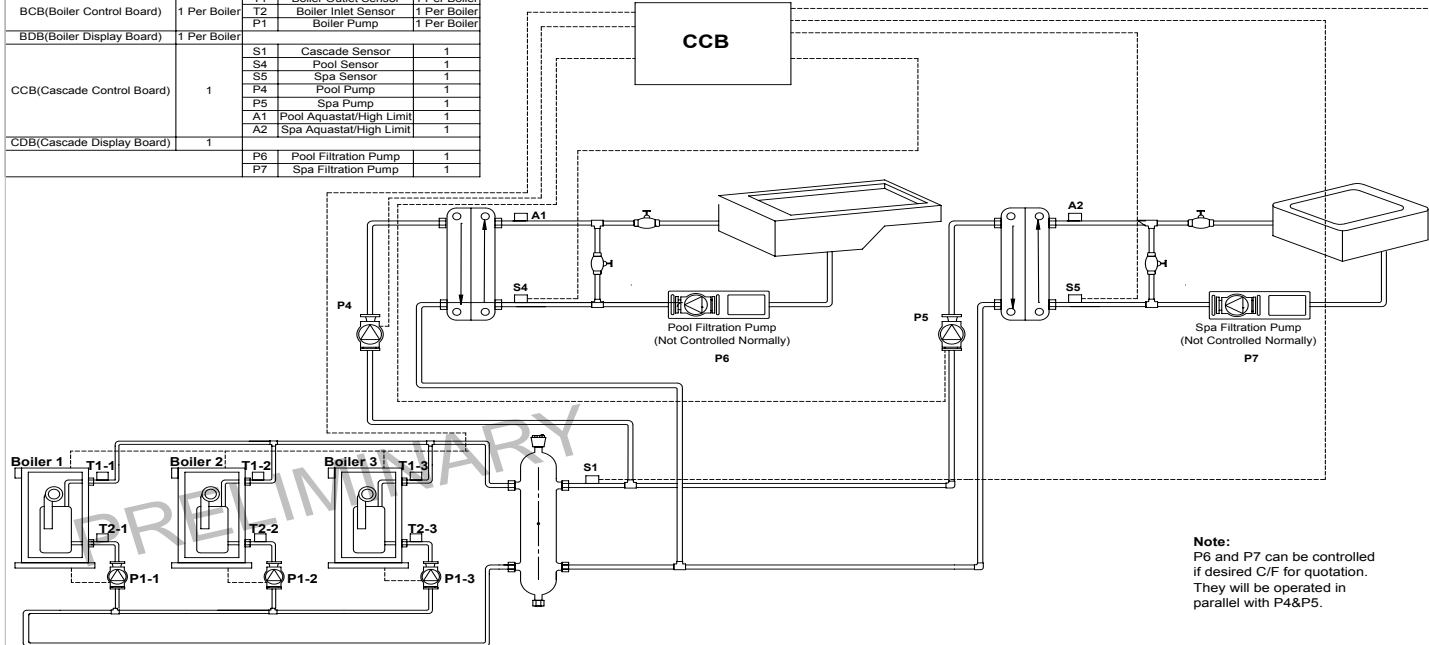 T1 Boiler Outlet Sensor 1 Per Boiler
BCB(Boiler Control Board) 1 Per Boiler T2 Boiler Inlet Sensor 1 Per Boiler
P1 Boiler Pump 1 Per Boiler
BDB(Boiler Display Board) 1 Per Boiler
S1 Cascade Sensor 1
S4 Pool Sensor 1
S5 Spa Sensor 1
CCB(Cascade Control Board) 1 P4 Pool Pump 1
P5 Spa Pump 1
A1 Pool Aquastat/High Limit 1
A2 Spa Aquastat/High Limit 1
CDB(Cascade Display Board) 1
P6 Pool Filtration Pump 1
P7 Spa Filtration Pump 1
CCB
A1
A2
S4
S5
P4
P5
Pool Filtration Pump
(Not Controlled Normally)
P6
Spa Filtration Pump
(Not Controlled Normally)
P7
PRELIMINARY
Boiler 1
T1-1
Boiler 2
T1-2
Boiler 3
T1-3
S1
T2-1
T2-2
T2-3
P1-1
P1-2
P1-3
Note:
P6 and P7 can be controlled
if desired C/F for quotation.
They will be operated in
parallel with P4&P5.